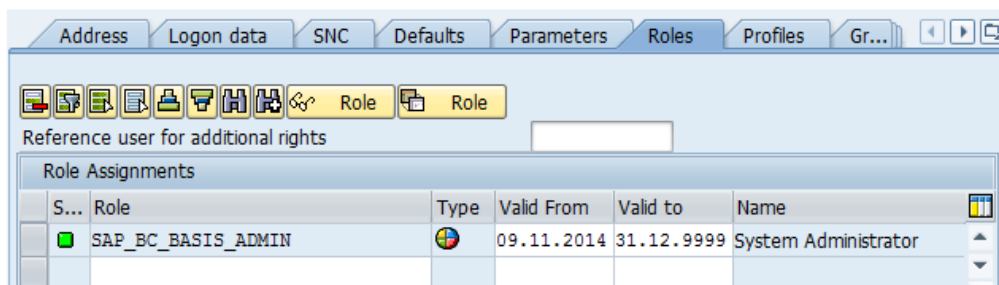 Address Logon data SNC Defaults Parameters Roles Profiles Gr...
Role Role
Reference user for additional rights
Role Assignments
S... Role Type Valid From Valid to Name
SAP_BC_BASIS_ADMIN 09.11.2014 31.12.9999 System Administrator